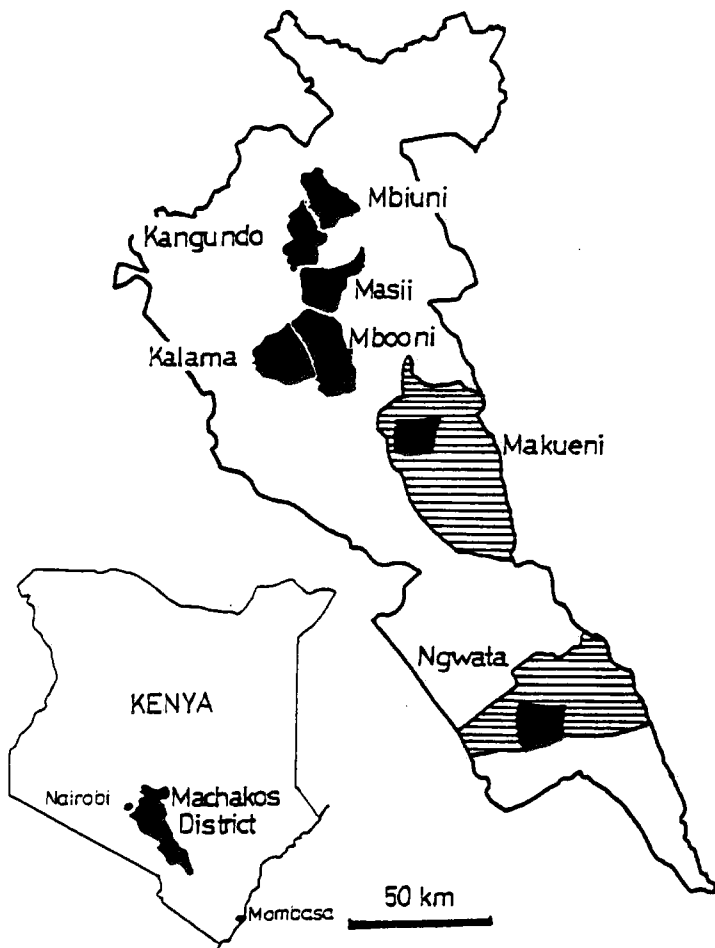 Mbiuni
Kangundo
Masii
Mbooni
Kalama
Makueni
Ngwata
KENYA
Nairobi
Machakos
District
50 km
Mombasa